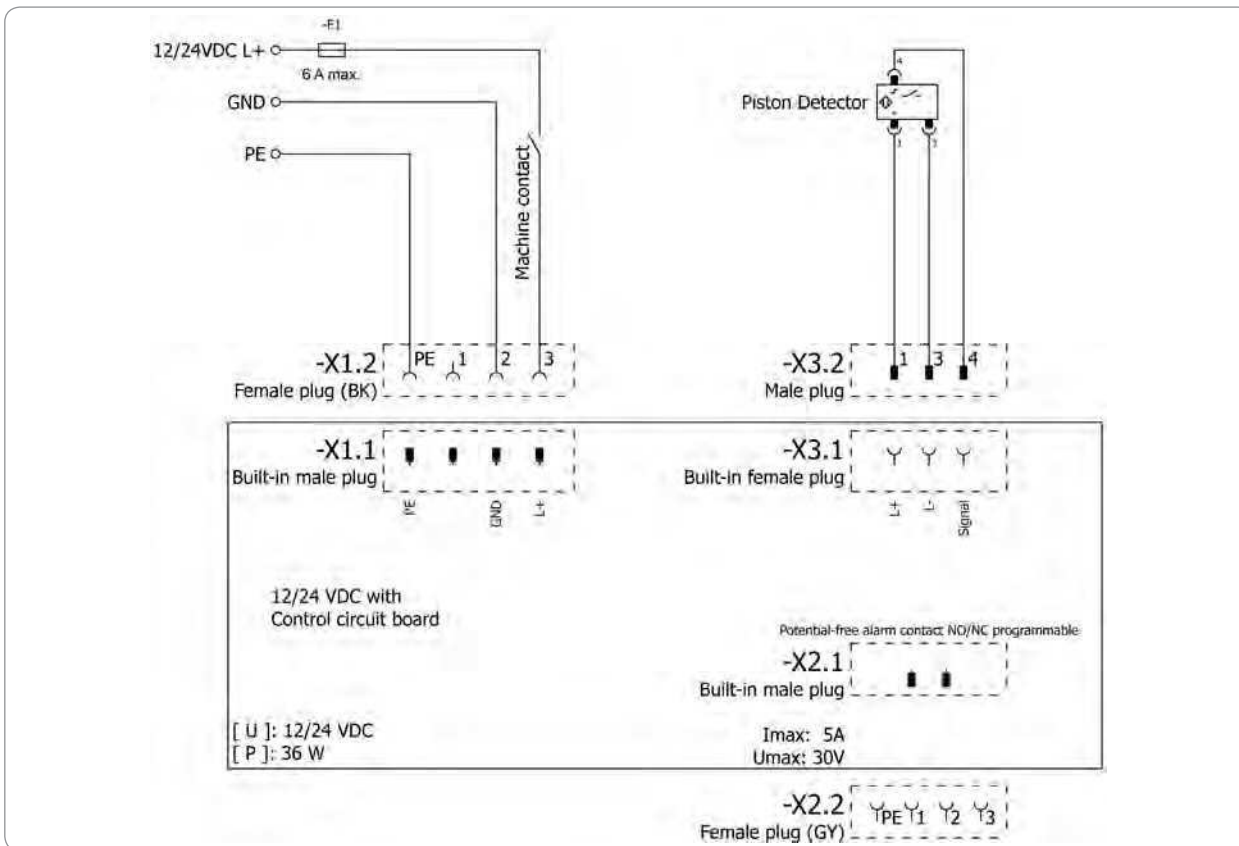 -F1
12/24VDC L+
6 A max.
GND
PE
Machine contact
4
Piston Detector
1
3
-X1.2 PE 1 2 3
Female plug (BK)
-X3.2 1 3 4
Male plug
-X1.1
Built-in male plug
PE GND L+
-X3.1
Built-in female plug
L+ L- Signal
12/24 VDC with
Control circuit board
Potential-free alarm contact NO/NC programmable
-X2.1
Built-in male plug
[ U ]: 12/24 VDC
[ P ]: 36 W
Imax: 5A
Umax: 30V
-X2.2 PE 1 2 3
Female plug (GY)